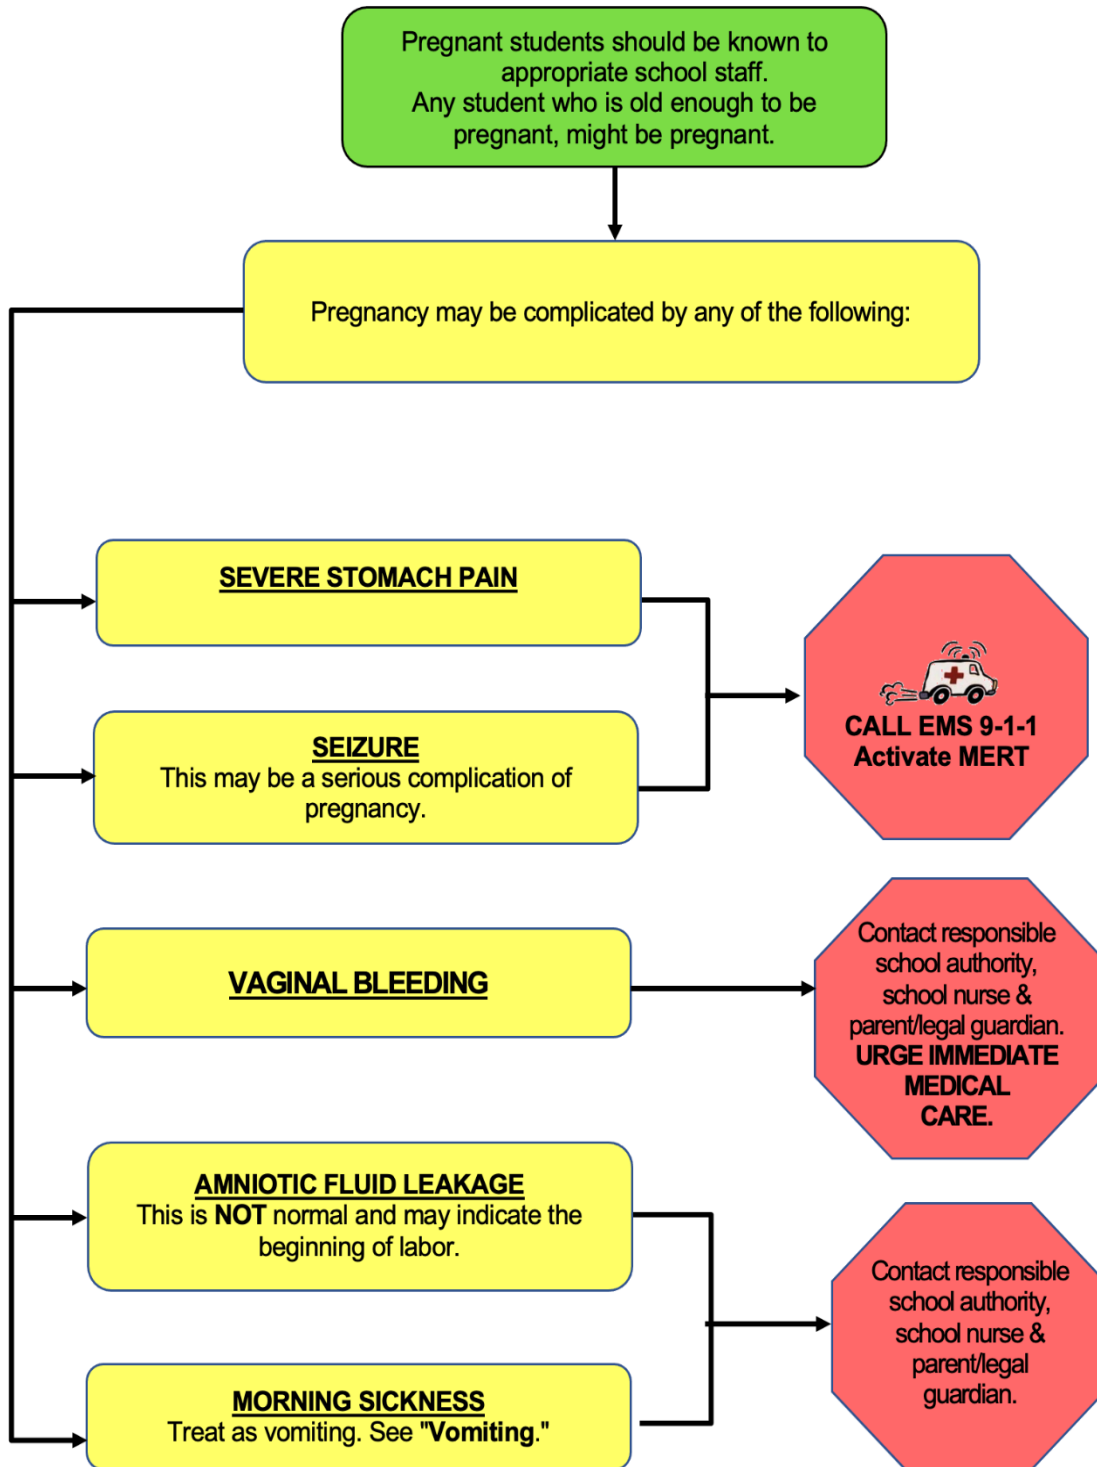 Pregnant students should be known to
appropriate school staff.
Any student who is old enough to be
pregnant, might be pregnant.
Pregnancy may be complicated by any of the following:
SEVERE STOMACH PAIN
SEIZURE
This may be a serious complication of
pregnancy.
CALL EMS 9-1-1
Activate MERT
VAGINAL BLEEDING
Contact responsible
school authority,
school nurse &
parent/legal guardian.
URGE IMMEDIATE
MEDICAL
CARE.
AMNIOTIC FLUID LEAKAGE
This is NOT normal and may indicate the
beginning of labor.
MORNING SICKNESS
Treat as vomiting. See "Vomiting."
Contact responsible
school authority,
school nurse &
parent/legal
guardian.